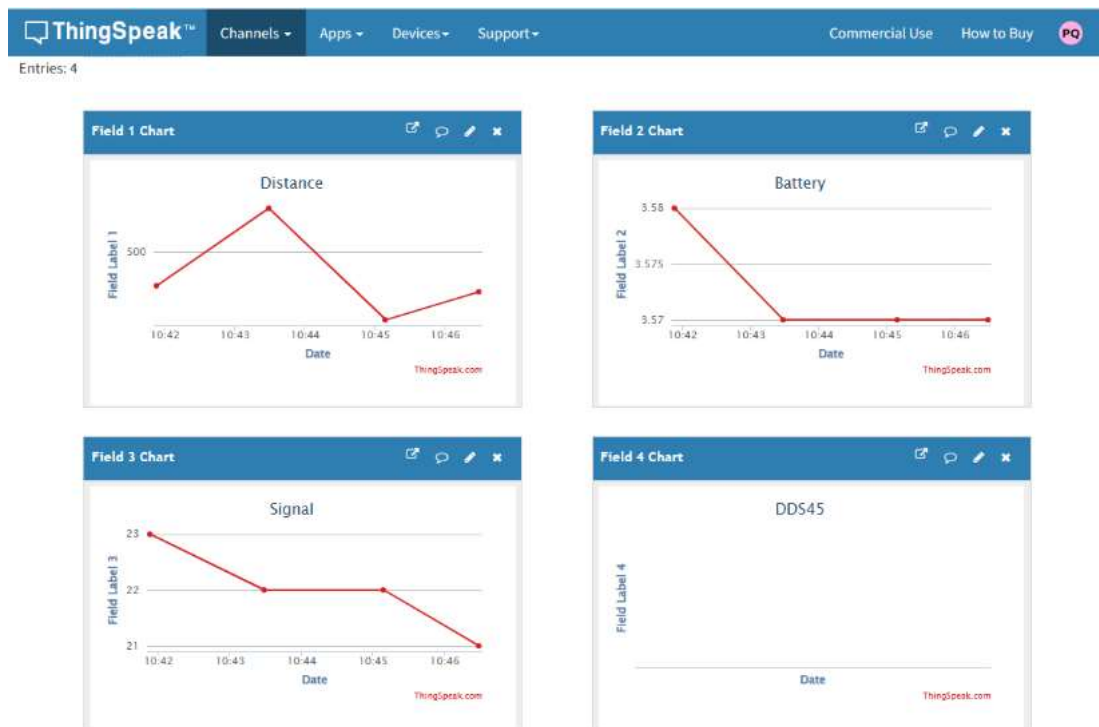 ThingSpeak™ Channels Apps Devices Support Commercial Use How to Buy PQ
Entries: 4
Field 1 Chart
Distance
Field Label 1
500
10:42 10:43 10:44 10:45 10:46
Date
ThingSpeak.com
Field 2 Chart
Battery
Field Label 2
3.58
3.575
3.57
10:42 10:43 10:44 10:45 10:46
Date
ThingSpeak.com
Field 3 Chart
Signal
Field Label 3
23
22
21
10:42 10:43 10:44 10:45 10:46
Date
ThingSpeak.com
Field 4 Chart
DDS45
Field Label 4
Date
ThingSpeak.com